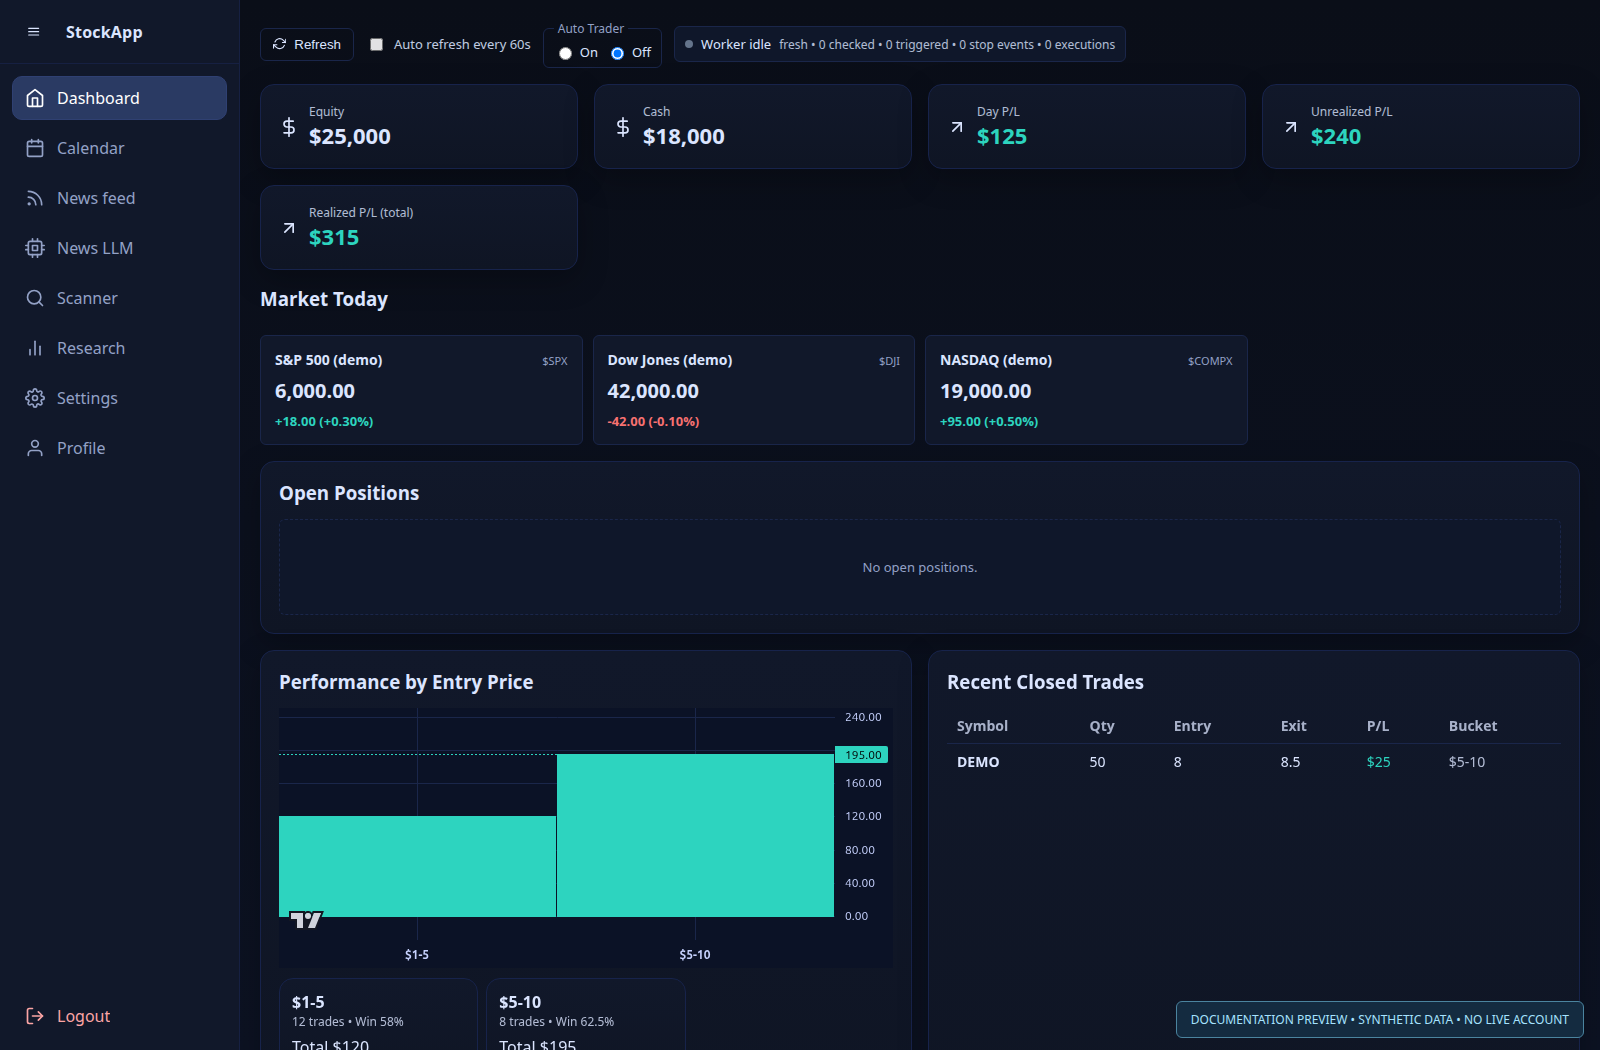 StockApp
Dashboard
Calendar
News feed
News LLM
Scanner
Research
Settings
Profile
Logout
Refresh
Auto refresh every 60s
Auto Trader
On Off
Worker idle fresh • 0 checked • 0 triggered • 0 stop events • 0 executions
Equity
$25,000
Cash
$18,000
Day P/L
$125
Unrealized P/L
$240
Realized P/L (total)
$315
Market Today
S&P 500 (demo) $SPX
6,000.00
+18.00 (+0.30%)
Dow Jones (demo) $DJI
42,000.00
-42.00 (-0.10%)
NASDAQ (demo) $COMPX
19,000.00
+95.00 (+0.50%)
Open Positions
No open positions.
Performance by Entry Price
240.00
195.00
160.00
120.00
80.00
40.00
0.00
$1-5 $5-10
$1-5
12 trades • Win 58%
Total $120
$5-10
8 trades • Win 62.5%
Total $195
Recent Closed Trades
Symbol Qty Entry Exit P/L Bucket
DEMO 50 8 8.5 $25 $5-10
DOCUMENTATION PREVIEW • SYNTHETIC DATA • NO LIVE ACCOUNT